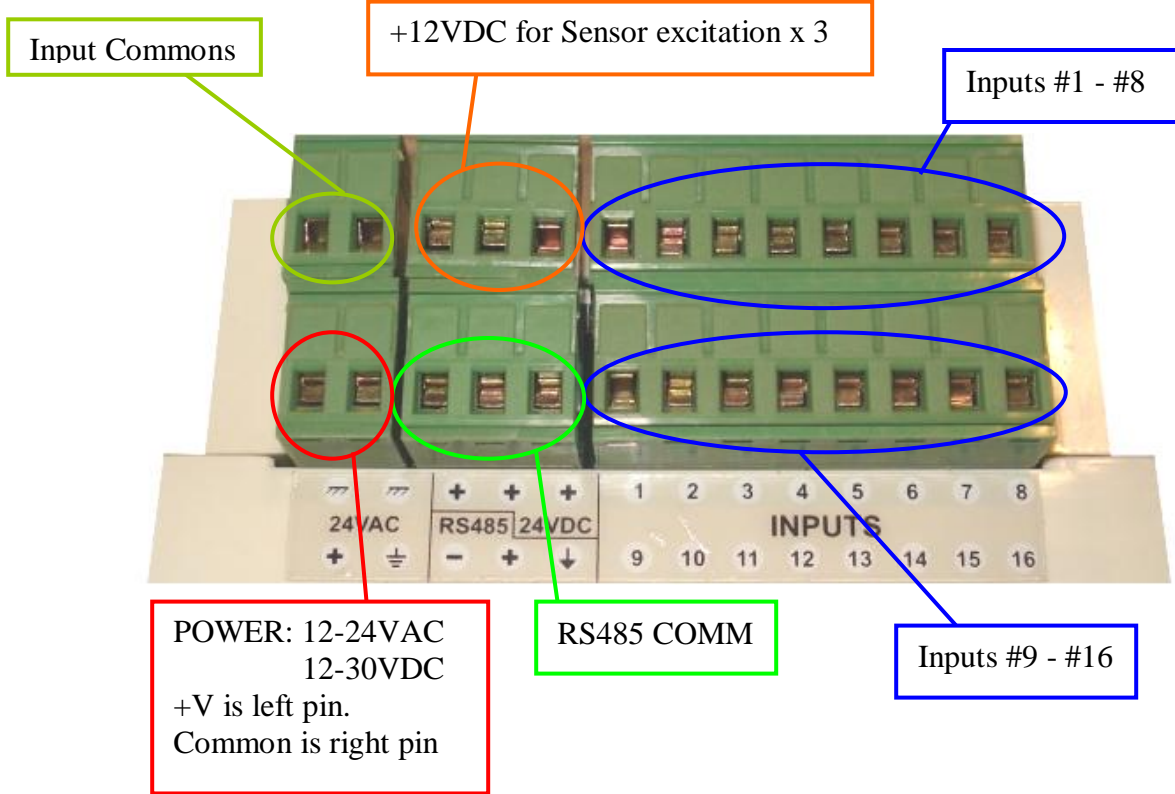 Input Commons
+12VDC for Sensor excitation x 3
Inputs #1 - #8
+ + + 1 2 3 4 5 6 7 8
24VAC RS485 24VDC INPUTS
+ - + ↓ 9 10 11 12 13 14 15 16
POWER: 12-24VAC
12-30VDC
+V is left pin.
Common is right pin
RS485 COMM
Inputs #9 - #16